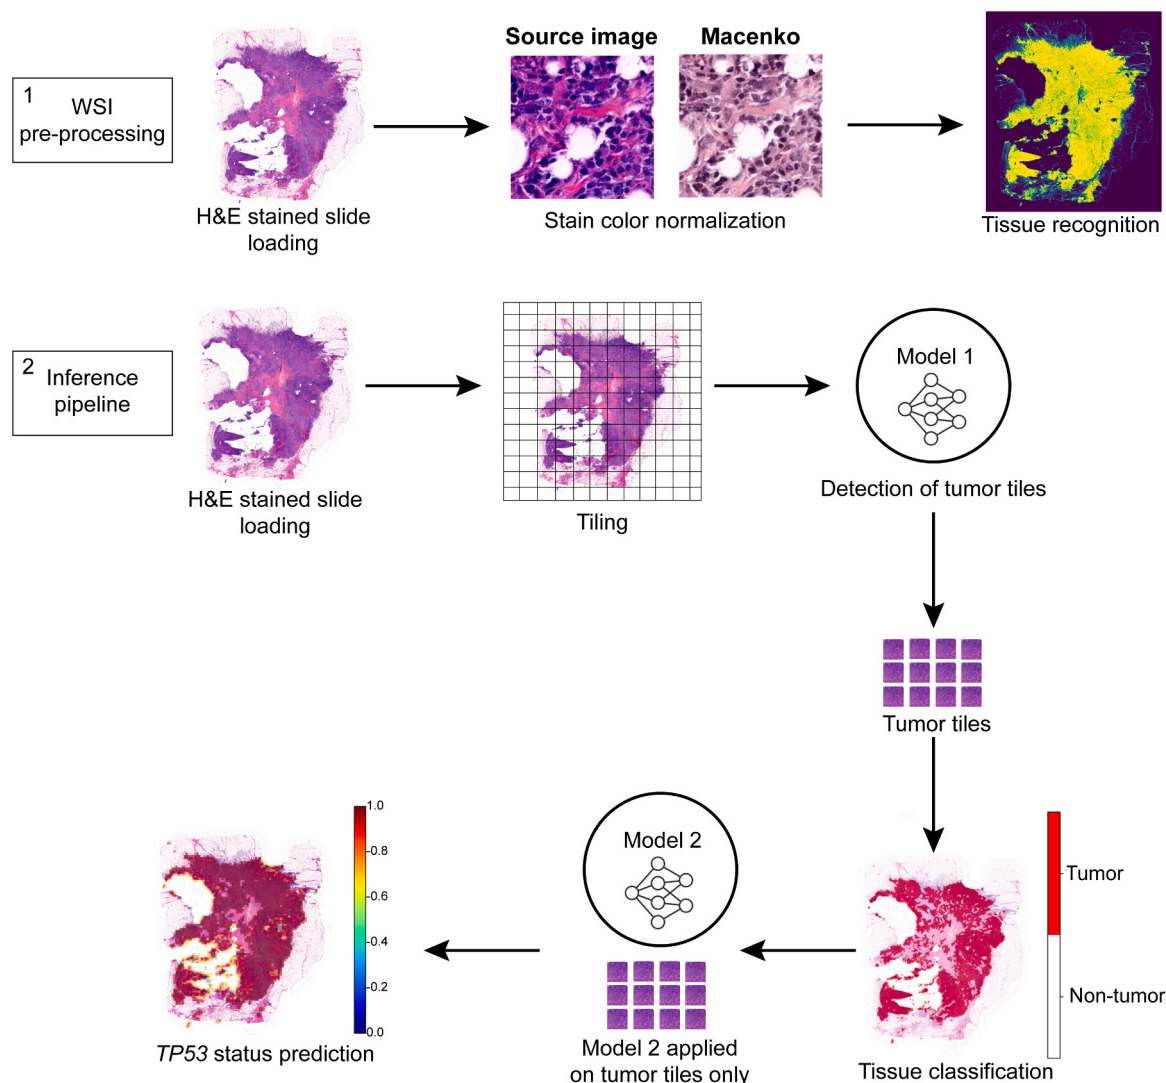 1 WSI
pre-processing
H&E stained slide
loading
Source image
Macenko
Stain color normalization
Tissue recognition
2 Inference
pipeline
H&E stained slide
loading
Tiling
Model 1
Detection of tumor tiles
Tumor tiles
Tumor
Non-tumor
Tissue classification
Model 2
Model 2 applied
on tumor tiles only
1.0
0.8
0.6
0.4
0.2
0.0
TP53 status prediction